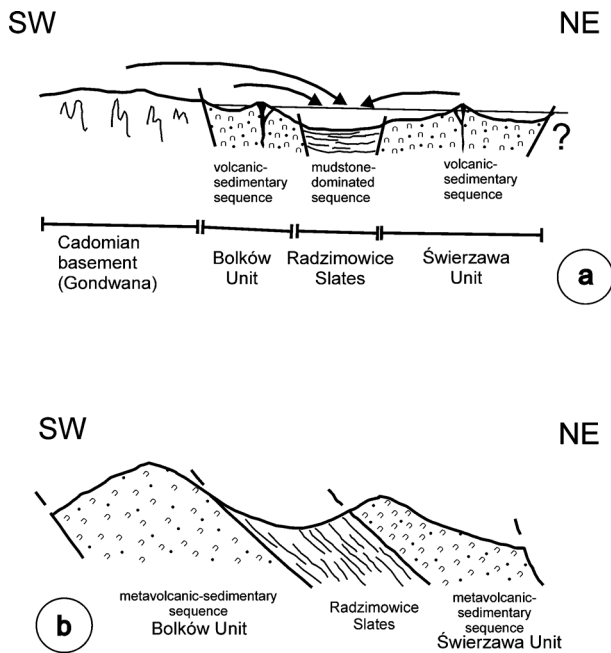 SW
NE
?
volcanic-
sedimentary
sequence
mudstone-
dominated
sequence
volcanic-
sedimentary
sequence
Cadomian
basement
(Gondwana)
Bolków
Unit
Radzimowice
Slates
Świerzawa
Unit
a
SW
NE
metavolcanic-sedimentary
sequence
Bolków Unit
Radzimowice
Slates
metavolcanic-
sedimentary
sequence
Świerzawa Unit
b